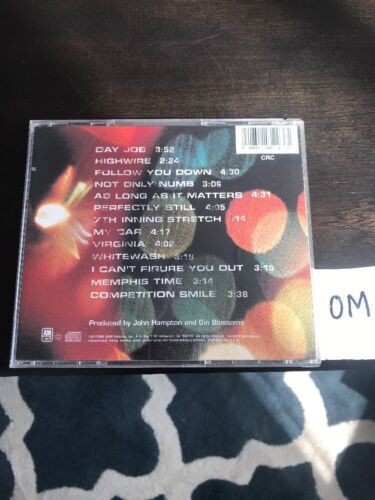 CRC
DAY JOB 3:52
HIGHWIRE 2:24
FOLLOW YOU DOWN 4:30
NOT ONLY NUMB 3:06
AS LONG AS IT MATTERS 4:31
PERFECTLY STILL 4:05
7TH INNING STRETCH :14
MY CAR 4:17
VIRGINIA 4:02
WHITEWASH 3:19
I CAN'T FIGURE YOU OUT 3:19
MEMPHIS TIME 3:14
COMPETITION SMILE 3:38
OM
Produced by John Hampton and Gin Blossoms
A&M